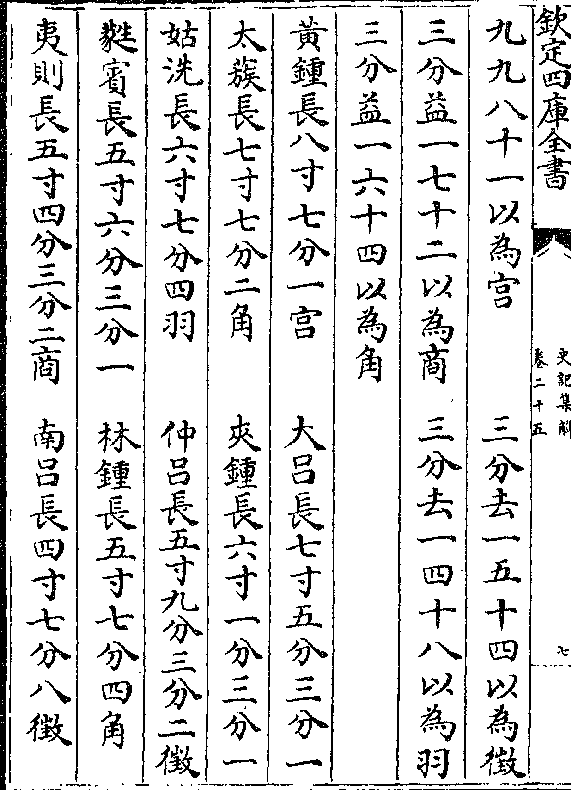 欽定四庫全書
史記集解
卷二十五
七
九九八十一以為宫 三分去一五十四以為徴
三分益一七十二以為商 三分去一四十八以為羽
三分益一六十四以為角
黄鍾長八寸七分一宫 大吕長七寸五分三分一
太蔟長七寸七分二角 夾鍾長六寸一分三分一
姑洗長六寸七分四羽 仲吕長五寸九分三分二徴
蕤賓長五寸六分三分一 林鍾長五寸七分四角
夷則長五寸四分三分二商 南吕長四寸七分八徴